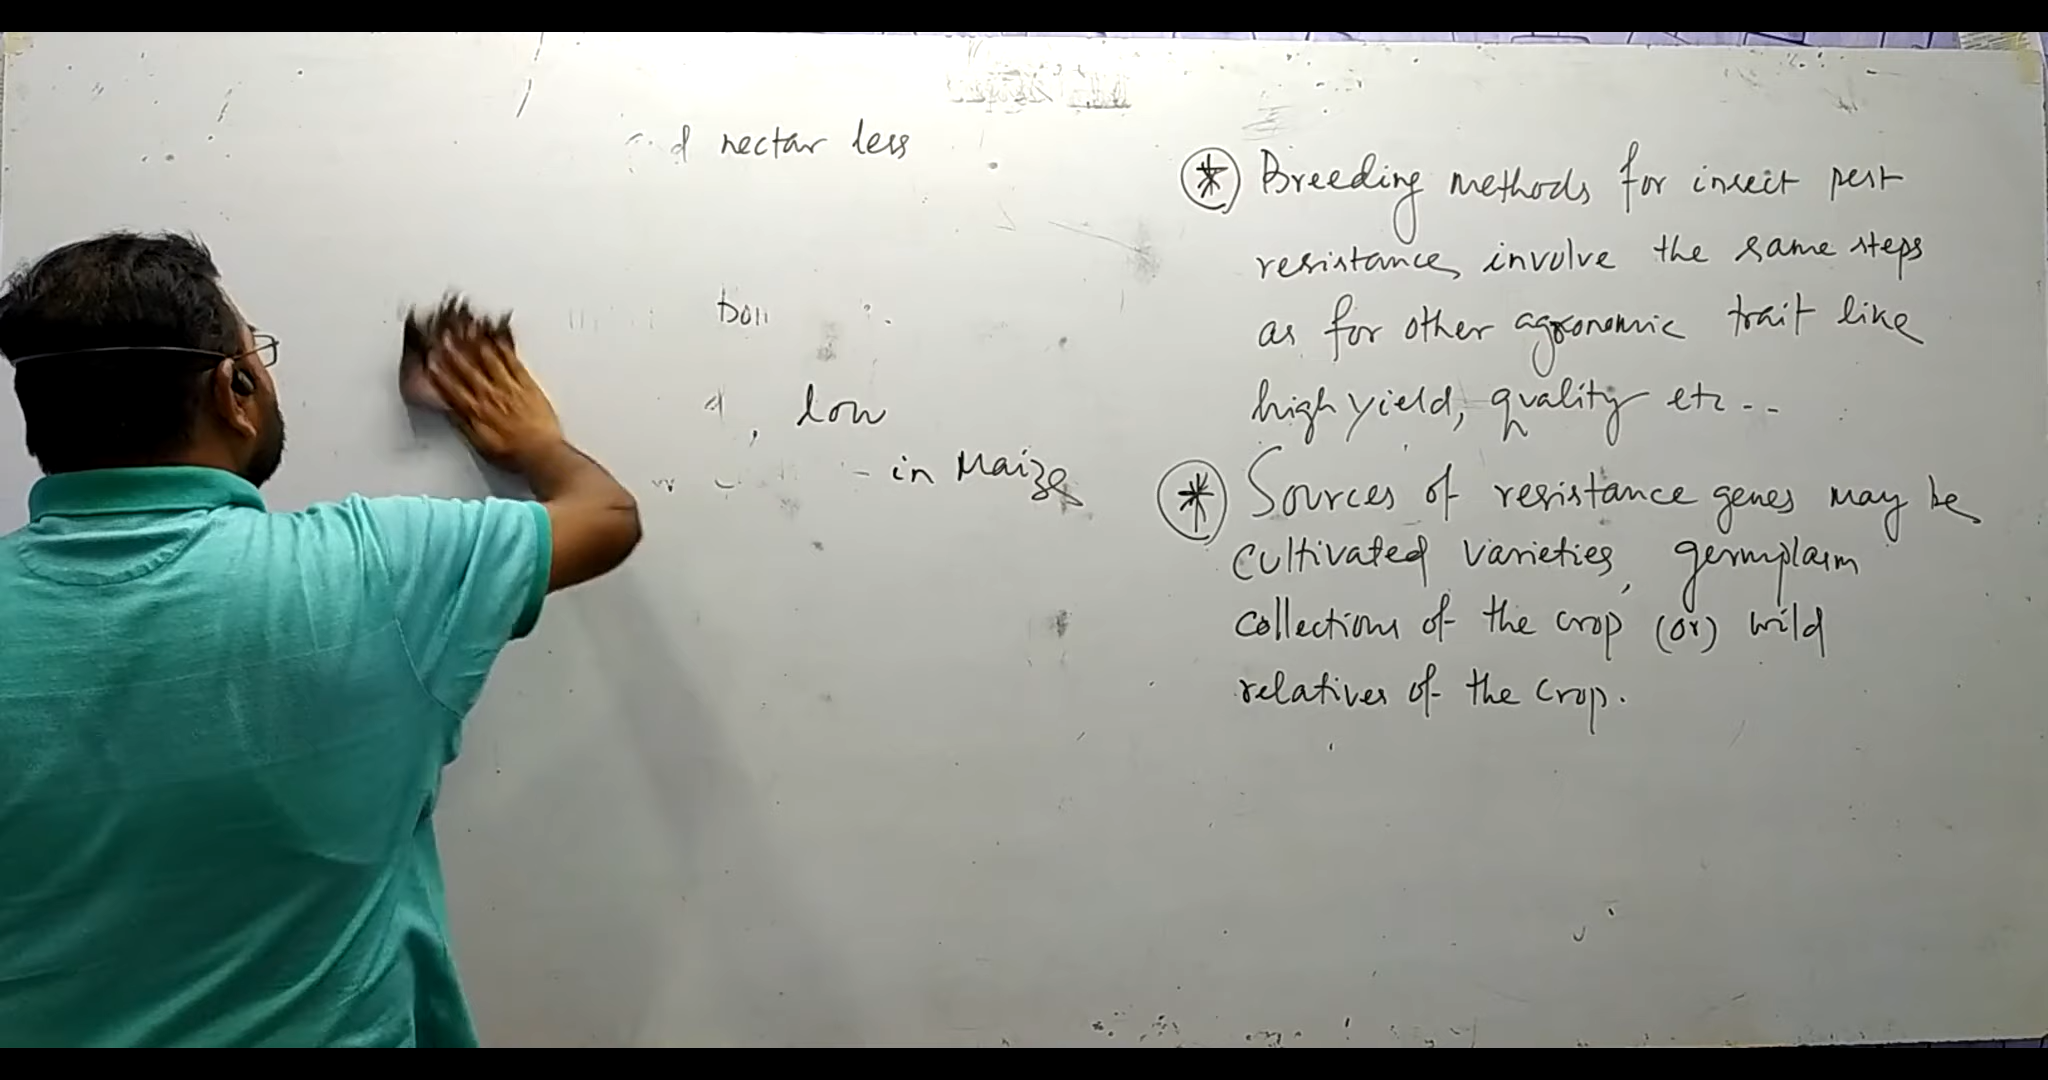 nectar less
low
- in Maize
* Breeding methods for insect pest
resistance, involve the same steps
as for other agronomic trait like
high yield, quality etc --
* Sources of resistance genes may be
cultivated varieties, germplasm
collections of the crop (or) wild
relatives of the crop.